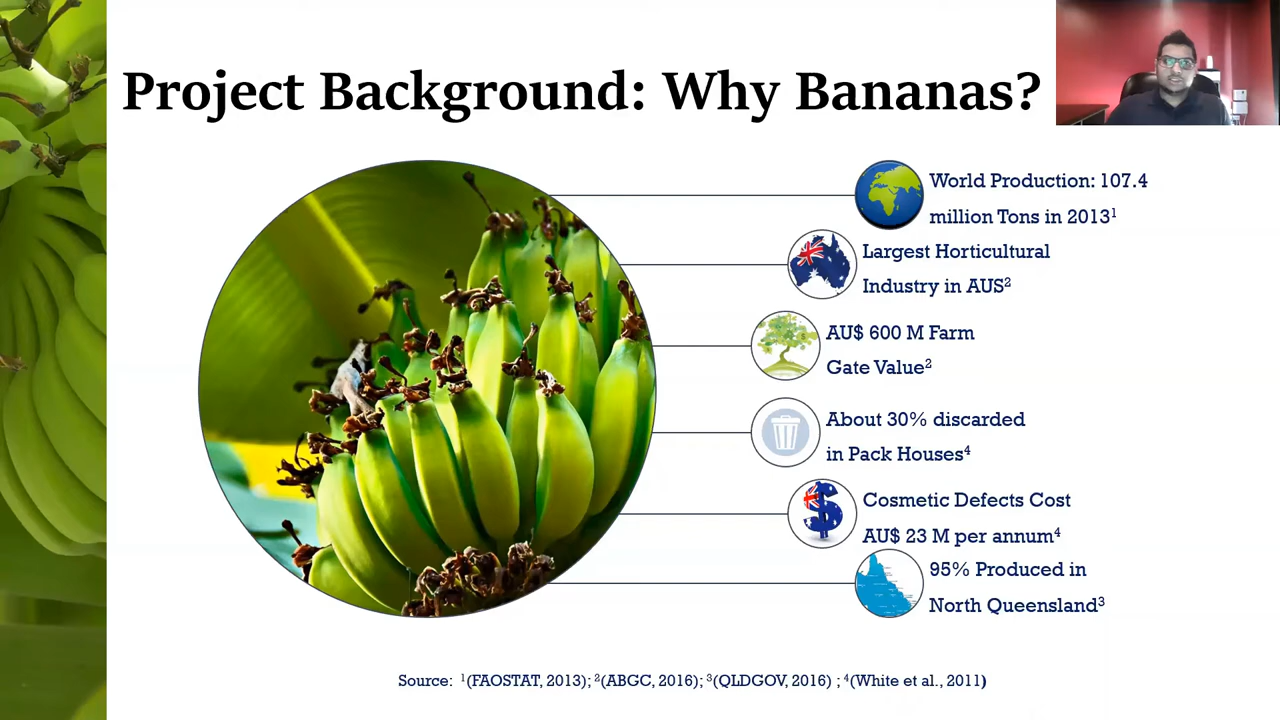 Project Background: Why Bananas?
World Production: 107.4
million Tons in 2013¹
Largest Horticultural
Industry in AUS²
AU$ 600 M Farm
Gate Value²
About 30% discarded
in Pack Houses⁴
Cosmetic Defects Cost
AU$ 23 M per annum⁴
95% Produced in
North Queensland³
Source: ¹(FAOSTAT, 2013); ²(ABGC, 2016); ³(QLDGOV, 2016) ; ⁴(White et al., 2011)